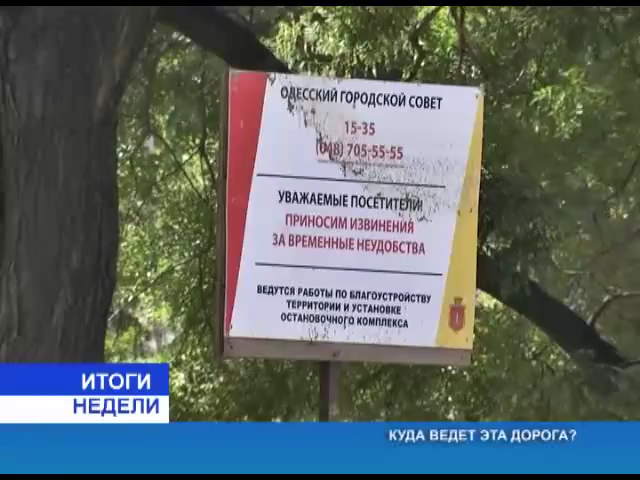 ОДЕССКИЙ ГОРОДСКОЙ СОВЕТ
15-35
(048) 705-55-55
УВАЖАЕМЫЕ ПОСЕТИТЕЛИ!
ПРИНОСИМ ИЗВИНЕНИЯ
ЗА ВРЕМЕННЫЕ НЕУДОБСТВА
ВЕДУТСЯ РАБОТЫ ПО БЛАГОУСТРОЙСТВУ
ТЕРРИТОРИИ И УСТАНОВКЕ
ОСТАНОВОЧНОГО КОМПЛЕКСА
ИТОГИ
НЕДЕЛИ
КУДА ВЕДЕТ ЭТА ДОРОГА?